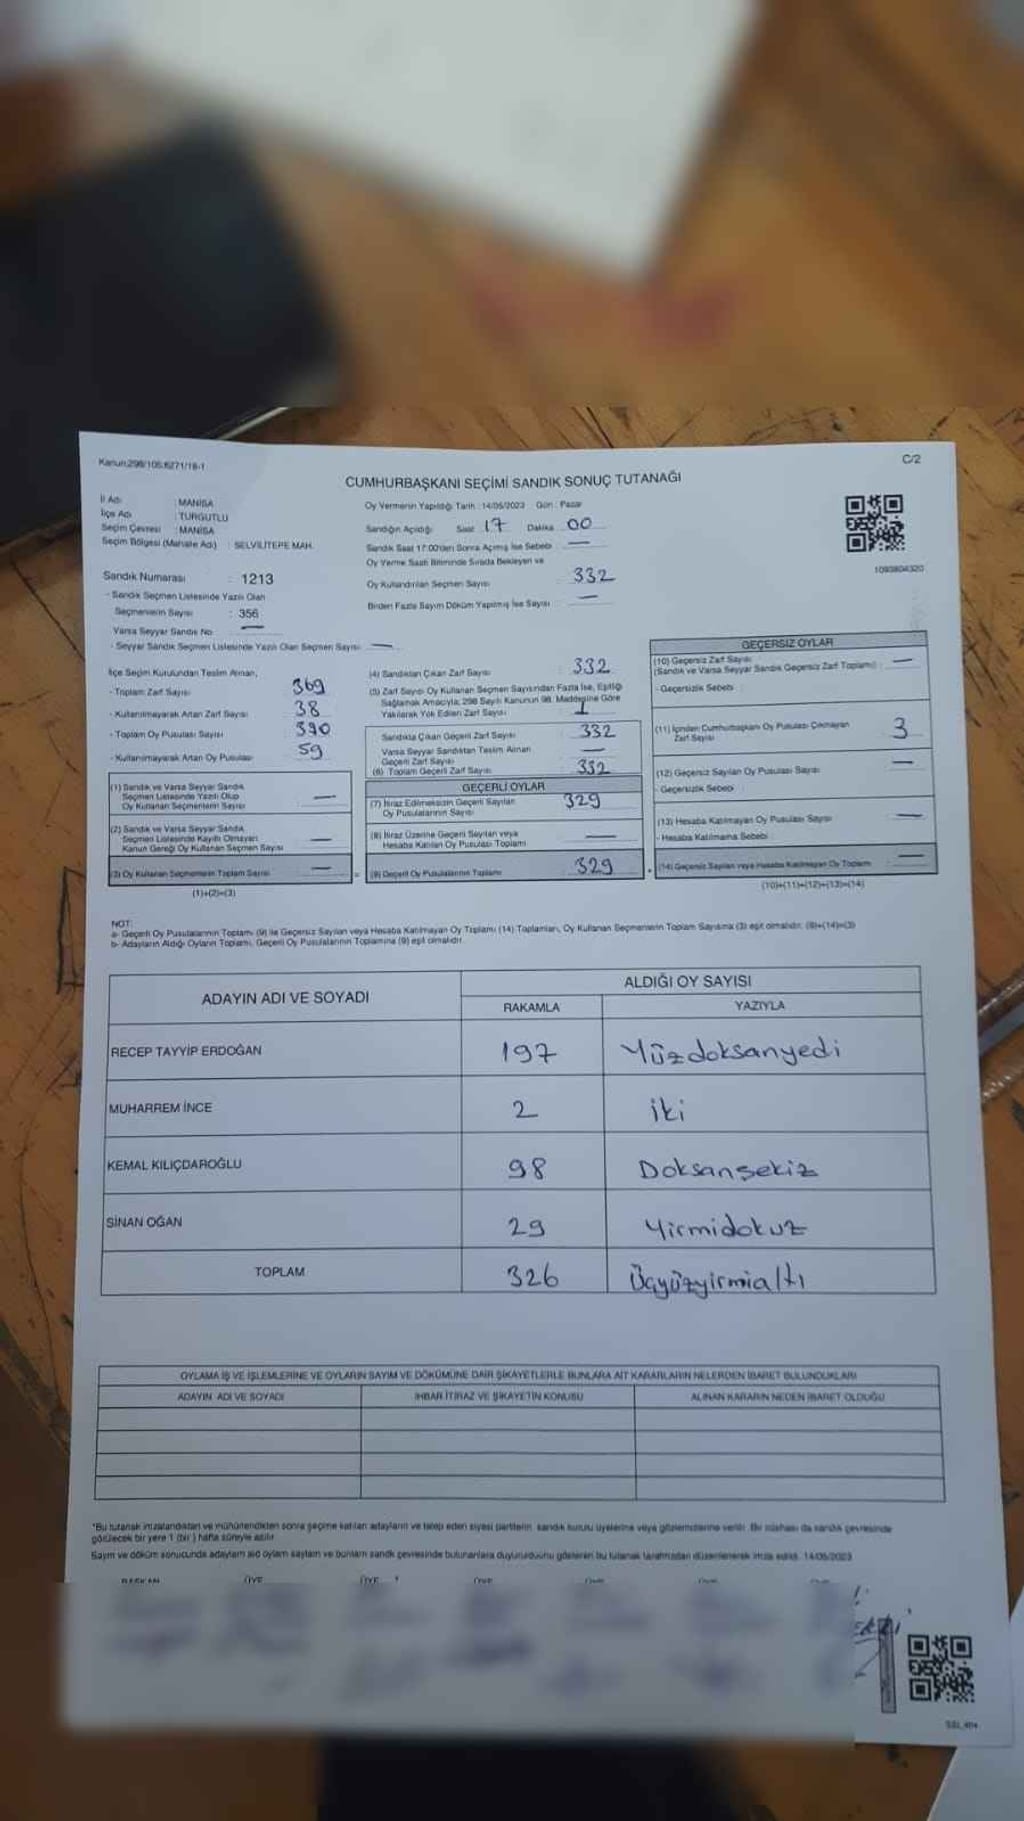 Kanun:298/105;6271/18-1
C/2
CUMHURBAŞKANI SEÇİMİ SANDIK SONUÇ TUTANAĞI
İl Adı : MANİSA
İlçe Adı : TURGUTLU
Seçim Çevresi : MANİSA
Seçim Bölgesi (Mahalle Adı) : SELVİLİTEPE MAH.
Sandık Numarası : 1213
- Sandık Seçmen Listesinde Yazılı Olan
Seçmenlerin Sayısı : 356
Varsa Seyyar Sandık No —
- Seyyar Sandık Seçmen Listesinde Yazılı Olan Seçmen Sayısı —
Oy Vermenin Yapıldığı Tarih : 14/05/2023 Gün : Pazar
Sandığın Açıldığı Saat 17 Dakika 00
Sandık Saat 17:00'den Sonra Açılmış İse Sebebi —
Oy Verme Saati Bitiminde Sırada Bekleyen ve
Oy Kullandırılan Seçmen Sayısı 332
Birden Fazla Sayım Döküm Yapılmış İse Sayısı —
1093804320
İlçe Seçim Kurulundan Teslim Alınan,
- Toplam Zarf Sayısı 369
- Kullanılmayarak Artan Zarf Sayısı 38
- Toplam Oy Pusulası Sayısı 390
- Kullanılmayarak Artan Oy Pusulası 59
(1) Sandık ve Varsa Seyyar Sandık
Seçmen Listesinde Yazılı Olup
Oy Kullanan Seçmenlerin Sayısı —
(2) Sandık ve Varsa Seyyar Sandık
Seçmen Listesinde Kayıtlı Olmayan
Kanun Gereği Oy Kullanan Seçmen Sayısı —
(3) Oy Kullanan Seçmenlerin Toplam Sayısı —
(1)+(2)=(3)
(4) Sandıktan Çıkan Zarf Sayısı : 332
(5) Zarf Sayısı Oy Kullanan Seçmen Sayısından Fazla İse, Eşitliği
Sağlamak Amacıyla; 298 Sayılı Kanunun 98. Maddesine Göre
Yakılarak Yok Edilen Zarf Sayısı
Sandıkta Çıkan Geçerli Zarf Sayısı : 332
Varsa Seyyar Sandıktan Teslim Alınan
Geçerli Zarf Sayısı —
(6) Toplam Geçerli Zarf Sayısı 332
GEÇERLİ OYLAR
(7) İtiraz Edilmeksizin Geçerli Sayılan
Oy Pusulalarının Sayısı 329
(8) İtiraz Üzerine Geçerli Sayılan veya
Hesaba Katılan Oy Pusulası Toplamı —
(9) Geçerli Oy Pusulalarının Toplamı 329
GEÇERSİZ OYLAR
(10) Geçersiz Zarf Sayısı
(Sandık ve Varsa Seyyar Sandık Geçersiz Zarf Toplamı) : —
- Geçersizlik Sebebi
(11) İçinden Cumhurbaşkanı Oy Pusulası Çıkmayan
Zarf Sayısı 3
(12) Geçersiz Sayılan Oy Pusulası Sayısı —
- Geçersizlik Sebebi
(13) Hesaba Katılmayan Oy Pusulası Sayısı —
- Hesaba Katılmama Sebebi
(14) Geçersiz Sayılan veya Hesaba Katılmayan Oy Toplamı —
(10)+(11)+(12)+(13)=(14)
NOT:
a- Geçerli Oy Pusulalarının Toplamı (9) ile Geçersiz Sayılan veya Hesaba Katılmayan Oy Toplamı (14) Toplamları, Oy Kullanan Seçmenlerin Toplam Sayısına (3) eşit olmalıdır. (9)+(14)=(3)
b- Adayların Aldığı Oyların Toplamı, Geçerli Oy Pusulalarının Toplamına (9) eşit olmalıdır.
ADAYIN ADI VE SOYADI
ALDIĞI OY SAYISI
RAKAMLA YAZIYLA
RECEP TAYYİP ERDOĞAN 197 Yüzdoksanyedi
MUHARREM İNCE 2 iki
KEMAL KILIÇDAROĞLU 98 Doksansekiz
SİNAN OĞAN 29 Yirmidokuz
TOPLAM 326 Üçyüzyirmialtı
OYLAMA İŞ VE İŞLEMLERİNE VE OYLARIN SAYIM VE DÖKÜMÜNE DAİR ŞİKAYETLERLE BUNLARA AİT KARARLARIN NELERDEN İBARET BULUNDUKLARI
ADAYIN ADI VE SOYADI
İHBAR İTİRAZ VE ŞİKAYETİN KONUSU
ALINAN KARARIN NEDEN İBARET OLDUĞU
*Bu tutanak imzalandıktan ve mühürlendikten sonra seçime katılan adayların ve talep eden siyasi partilerin sandık kurulu üyelerine veya gözlemcilerine verilir. Bir nüshası da sandık çevresinde
görülecek bir yere 1 (bir) hafta süreyle asılır.
Sayım ve döküm sonucunda adayların aldığı oyların sayıları ve bunların sandık çevresinde bulunanlara duyurulduğunu gösteren bu tutanak tarafımızdan düzenlenerek imza edildi. 14/05/2023
BAŞKAN ÜYE ÜYE ÜYE ÜYE ÜYE